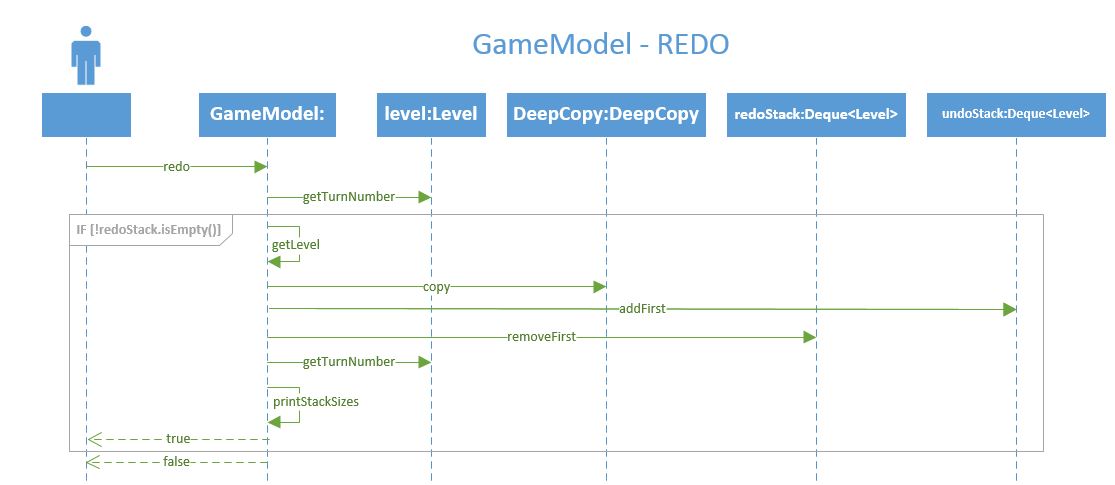 GameModel - REDO
GameModel:
level:Level
DeepCopy:DeepCopy
redoStack:Deque<Level>
undoStack:Deque<Level>
redo
getTurnNumber
IF [!redoStack.isEmpty()]
getLevel
copy
addFirst
removeFirst
getTurnNumber
printStackSizes
true
false